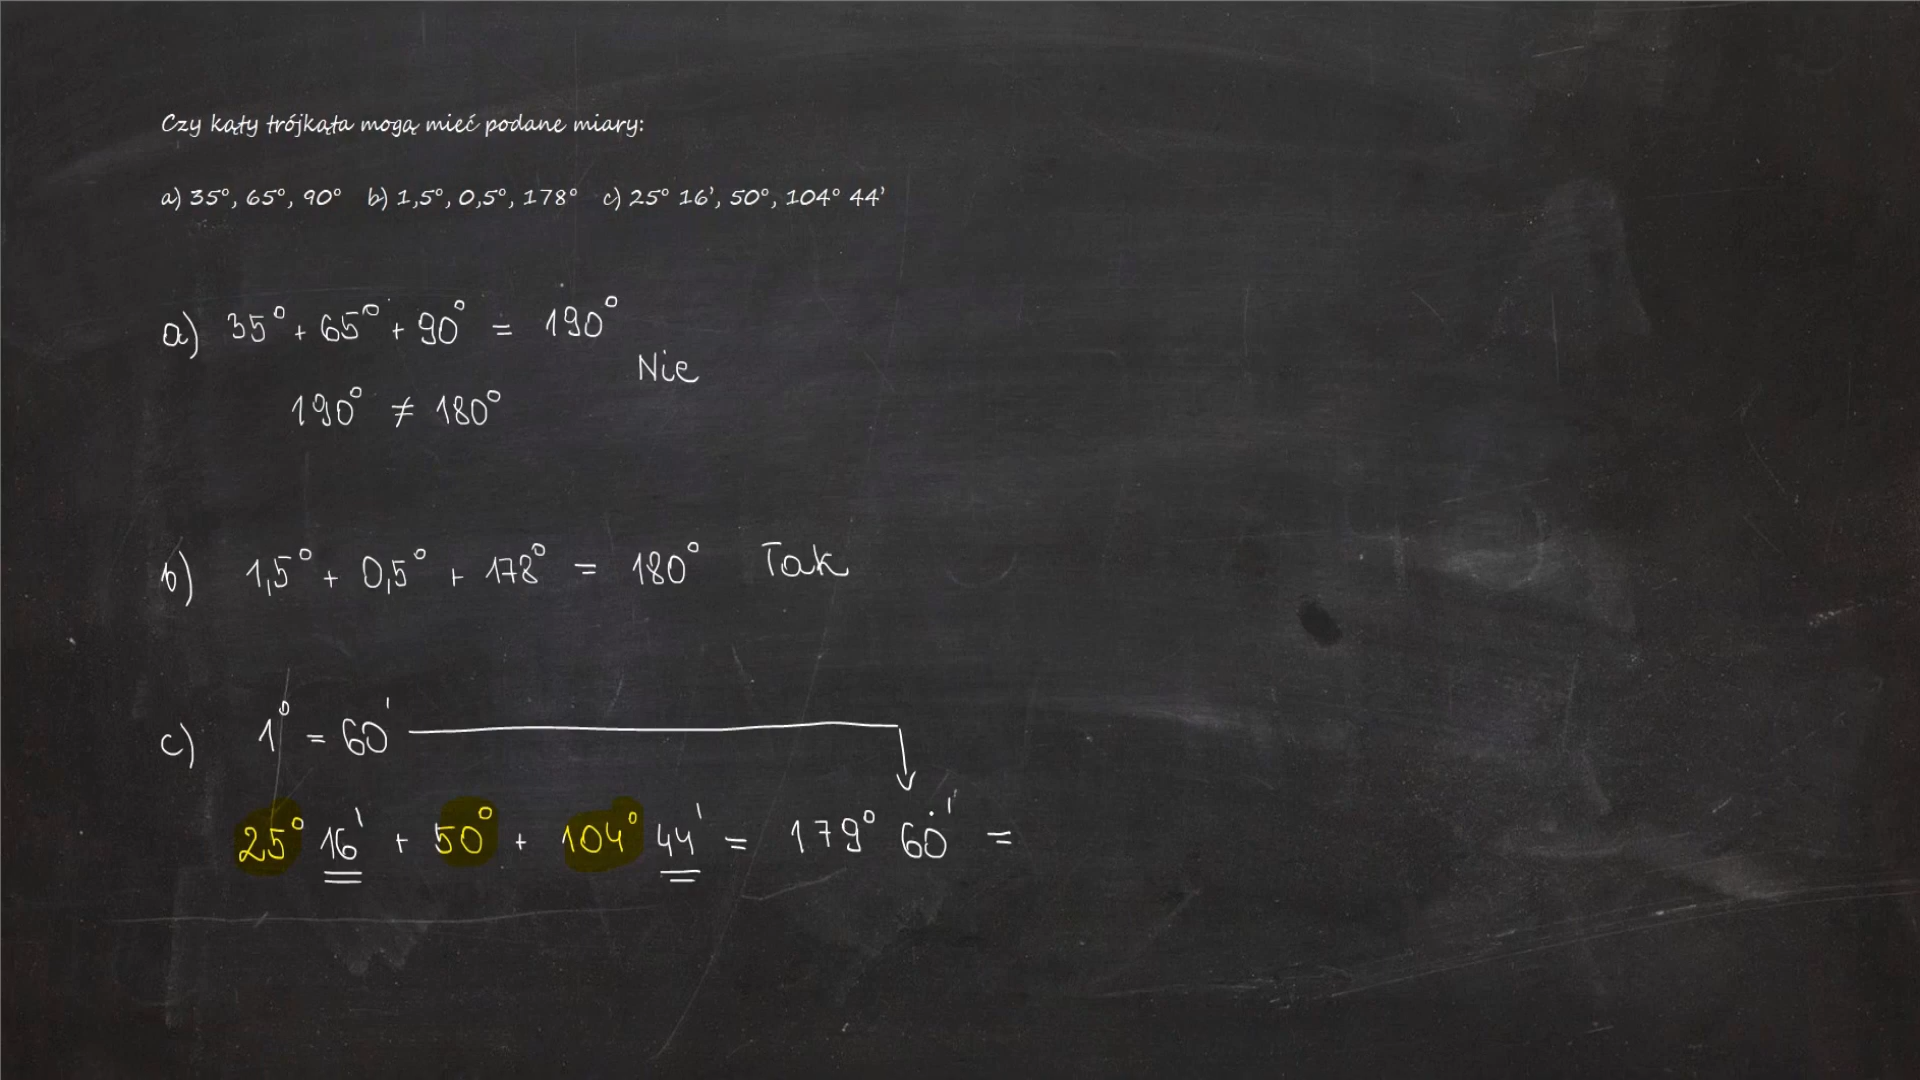 Czy kąty trójkąta mogą mieć podane miary:
a) 35°, 65°, 90° b) 1,5°, 0,5°, 178° c) 25° 16', 50°, 104° 44'
a) 35° + 65° + 90° = 190°
Nie
190° ≠ 180°
b) 1,5° + 0,5° + 178° = 180° Tak
c) 1° = 60'
25° 16' + 50° + 104° 44' = 179° 60' =